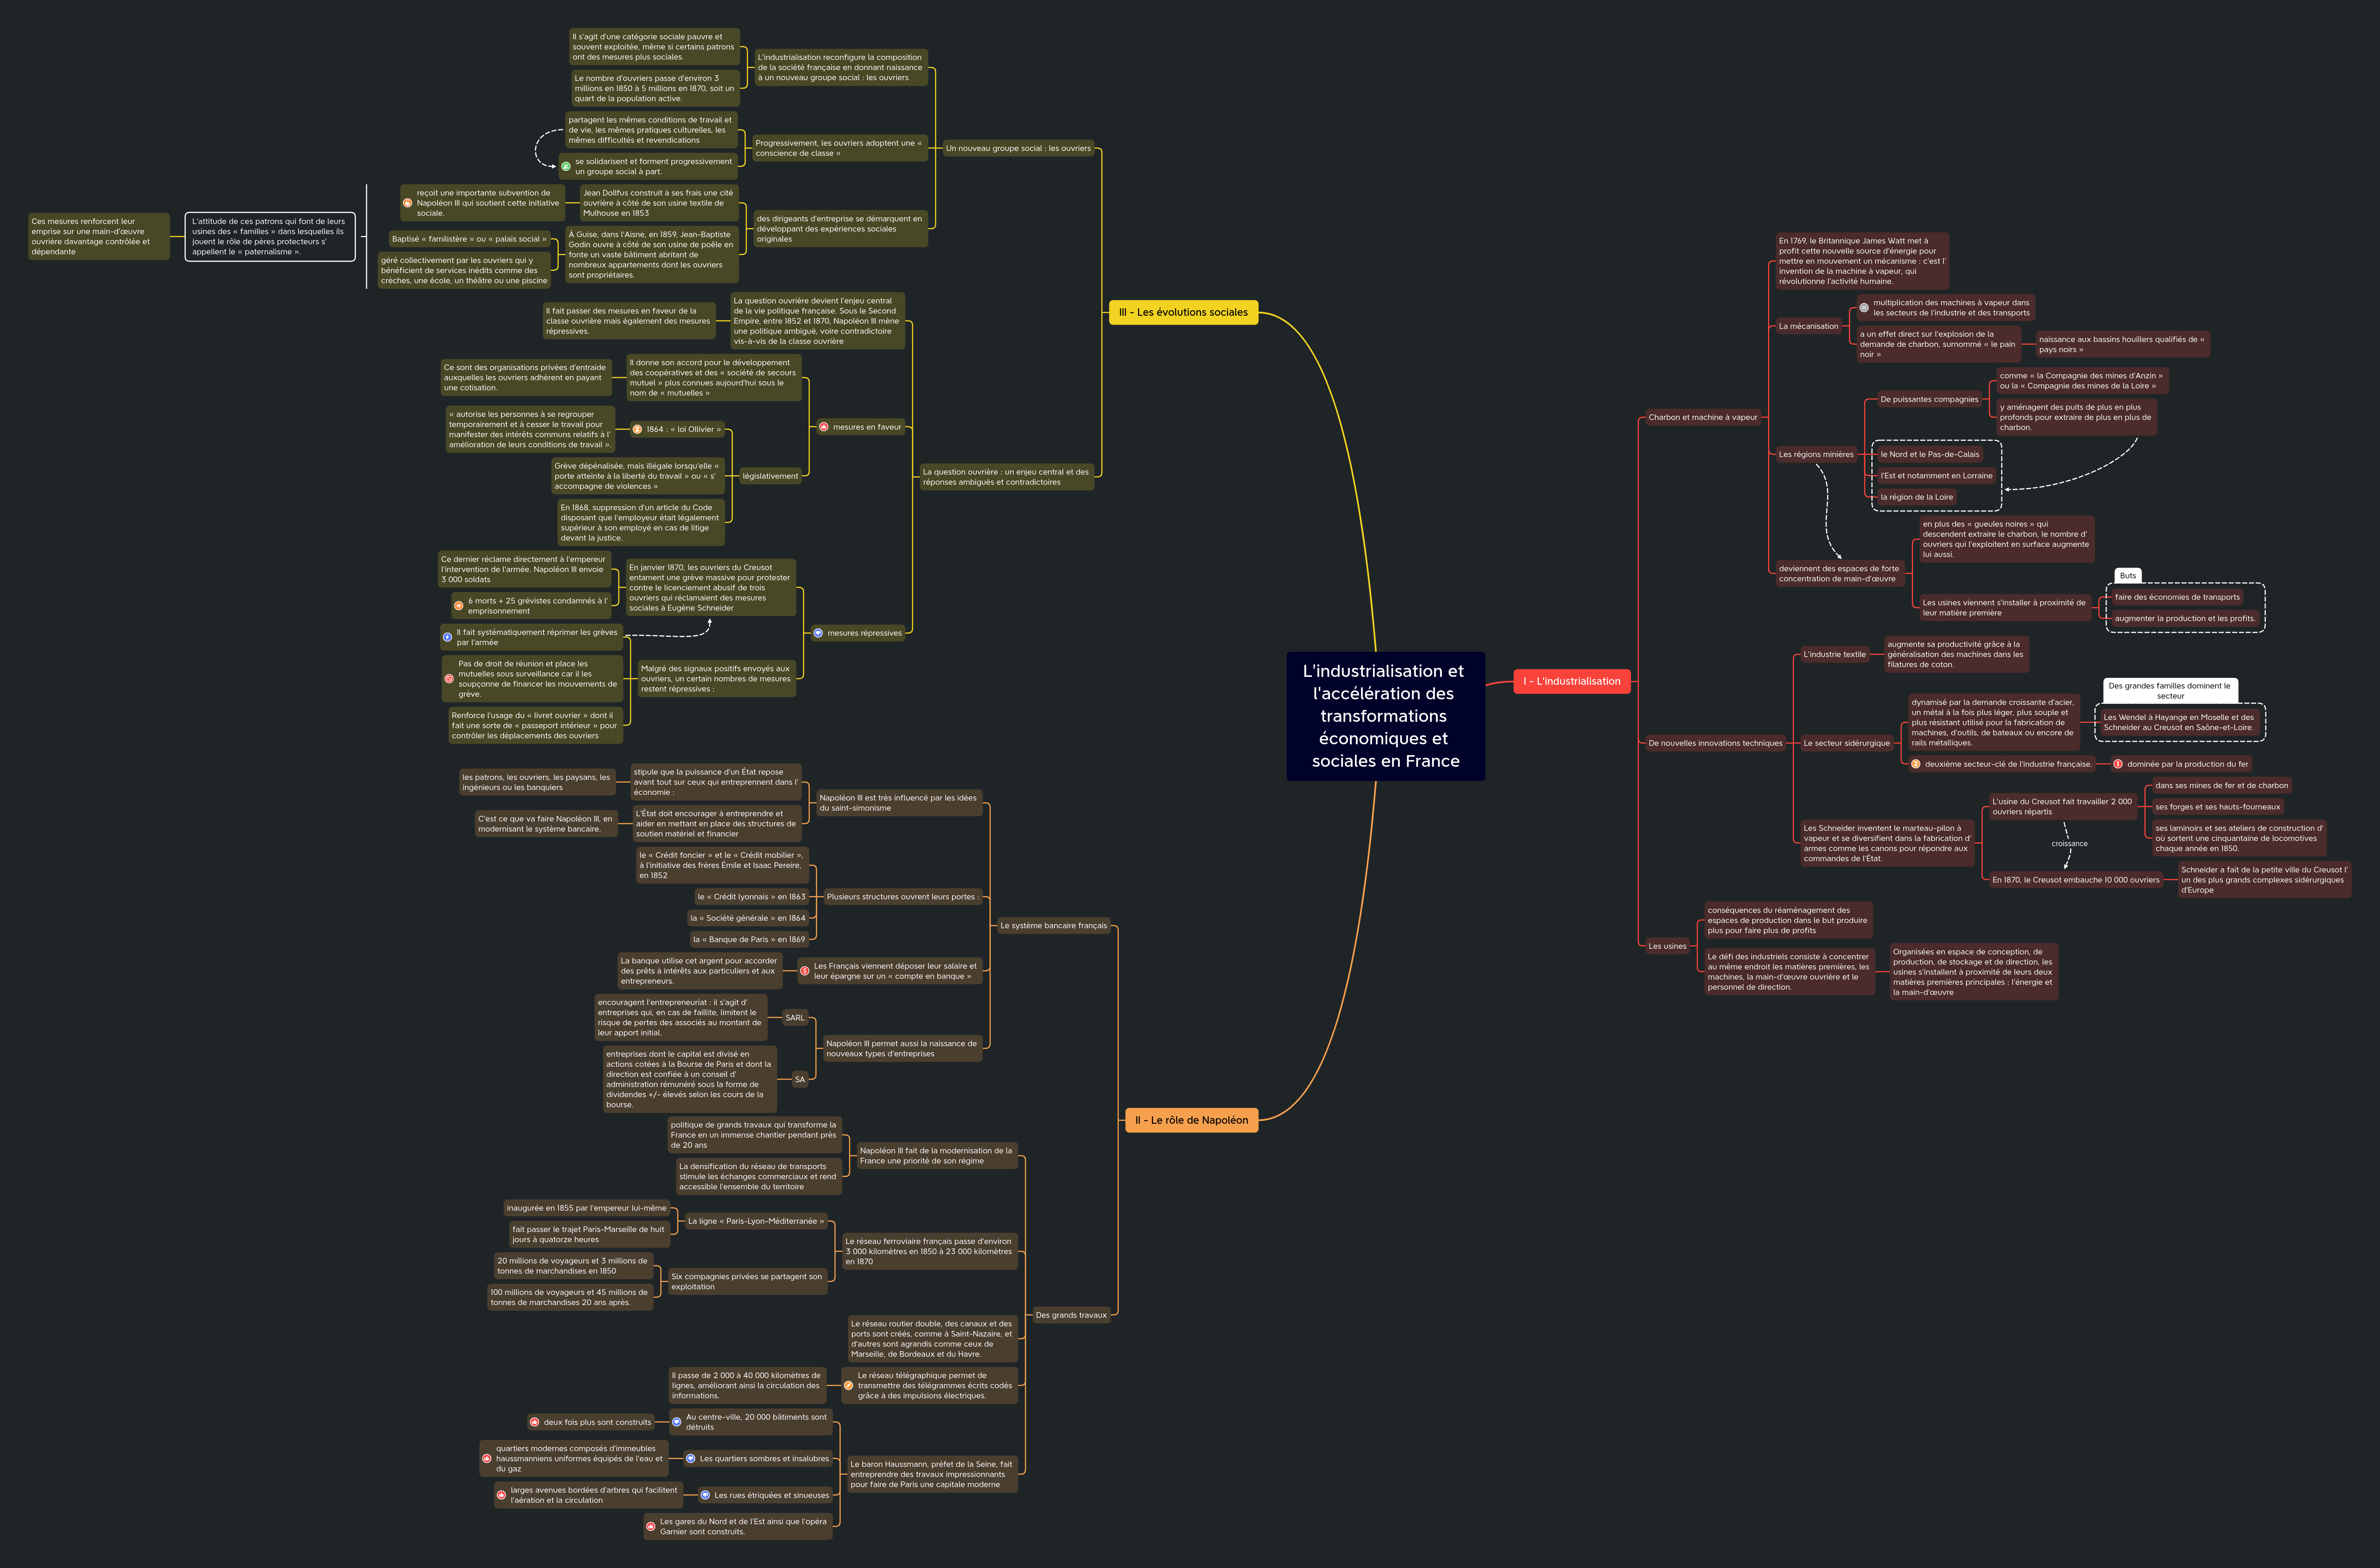 L'industrialisation et
l'accélération des
transformations
économiques et
sociales en France
I - L'industrialisation
Charbon et machine à vapeur
En 1769, le Britannique James Watt met à
profit cette nouvelle source d'énergie pour
mettre en mouvement un mécanisme : c'est l'
invention de la machine à vapeur, qui
révolutionne l'activité humaine.
La mécanisation
multiplication des machines à vapeur dans
les secteurs de l'industrie et des transports
a un effet direct sur l'explosion de la
demande de charbon, surnommé « le pain
noir »
naissance aux bassins houillers qualifiés de «
pays noirs »
Les régions minières
De puissantes compagnies
comme « la Compagnie des mines d'Anzin »
ou la « Compagnie des mines de la Loire »
y aménagent des puits de plus en plus
profonds pour extraire de plus en plus de
charbon.
le Nord et le Pas-de-Calais
l'Est et notamment en Lorraine
la région de la Loire
deviennent des espaces de forte
concentration de main-d'œuvre
en plus des « gueules noires » qui
descendent extraire le charbon, le nombre d'
ouvriers qui l'exploitent en surface augmente
lui aussi.
Les usines viennent s'installer à proximité de
leur matière première
Buts
faire des économies de transports
augmenter la production et les profits.
De nouvelles innovations techniques
L'industrie textile
augmente sa productivité grâce à la
généralisation des machines dans les
filatures de coton.
Le secteur sidérurgique
dynamisé par la demande croissante d'acier,
un métal à la fois plus léger, plus souple et
plus résistant utilisé pour la fabrication de
machines, d'outils, de bateaux ou encore de
rails métalliques.
Des grandes familles dominent le
secteur
Les Wendel à Hayange en Moselle et des
Schneider au Creusot en Saône-et-Loire.
2
deuxième secteur-clé de l'industrie française.
1
dominée par la production du fer
Les Schneider inventent le marteau-pilon à
vapeur et se diversifient dans la fabrication d'
armes comme les canons pour répondre aux
commandes de l'État.
L'usine du Creusot fait travailler 2 000
ouvriers répartis
dans ses mines de fer et de charbon
ses forges et ses hauts-fourneaux
ses laminoirs et ses ateliers de construction d'
où sortent une cinquantaine de locomotives
chaque année en 1850.
croissance
En 1870, le Creusot embauche 10 000 ouvriers
Schneider a fait de la petite ville du Creusot l'
un des plus grands complexes sidérurgiques
d'Europe
Les usines
conséquences du réaménagement des
espaces de production dans le but produire
plus pour faire plus de profits
Le défi des industriels consiste à concentrer
au même endroit les matières premières, les
machines, la main-d'œuvre ouvrière et le
personnel de direction.
Organisées en espace de conception, de
production, de stockage et de direction, les
usines s'installent à proximité de leurs deux
matières premières principales : l'énergie et
la main-d'œuvre
II - Le rôle de Napoléon
Le système bancaire français
Napoléon III est très influencé par les idées
du saint-simonisme
stipule que la puissance d'un État repose
avant tout sur ceux qui entreprennent dans l'
économie :
les patrons, les ouvriers, les paysans, les
ingénieurs ou les banquiers
L'État doit encourager à entreprendre et
aider en mettant en place des structures de
soutien matériel et financier
C'est ce que va faire Napoléon III, en
modernisant le système bancaire.
Plusieurs structures ouvrent leurs portes :
le « Crédit foncier » et le « Crédit mobilier »,
à l'initiative des frères Émile et Isaac Pereire,
en 1852
le « Crédit lyonnais » en 1863
la « Société générale » en 1864
la « Banque de Paris » en 1869
Les Français viennent déposer leur salaire et
leur épargne sur un « compte en banque »
La banque utilise cet argent pour accorder
des prêts à intérêts aux particuliers et aux
entrepreneurs.
Napoléon III permet aussi la naissance de
nouveaux types d'entreprises
SARL
encouragent l'entrepreneuriat : il s'agit d'
entreprises qui, en cas de faillite, limitent le
risque de pertes des associés au montant de
leur apport initial.
SA
entreprises dont le capital est divisé en
actions cotées à la Bourse de Paris et dont la
direction est confiée à un conseil d'
administration rémunéré sous la forme de
dividendes +/- élevés selon les cours de la
bourse.
Des grands travaux
Napoléon III fait de la modernisation de la
France une priorité de son régime
politique de grands travaux qui transforme la
France en un immense chantier pendant près
de 20 ans
La densification du réseau de transports
stimule les échanges commerciaux et rend
accessible l'ensemble du territoire
Le réseau ferroviaire français passe d'environ
3 000 kilomètres en 1850 à 23 000 kilomètres
en 1870
La ligne « Paris-Lyon-Méditerranée »
inaugurée en 1855 par l'empereur lui-même
fait passer le trajet Paris-Marseille de huit
jours à quatorze heures
Six compagnies privées se partagent son
exploitation
20 millions de voyageurs et 3 millions de
tonnes de marchandises en 1850
100 millions de voyageurs et 45 millions de
tonnes de marchandises 20 ans après.
Le réseau routier double, des canaux et des
ports sont créés, comme à Saint-Nazaire, et
d'autres sont agrandis comme ceux de
Marseille, de Bordeaux et du Havre.
Le réseau télégraphique permet de
transmettre des télégrammes écrits codés
grâce à des impulsions électriques.
Il passe de 2 000 à 40 000 kilomètres de
lignes, améliorant ainsi la circulation des
informations.
Le baron Haussmann, préfet de la Seine, fait
entreprendre des travaux impressionnants
pour faire de Paris une capitale moderne
Au centre-ville, 20 000 bâtiments sont
détruits
deux fois plus sont construits
Les quartiers sombres et insalubres
quartiers modernes composés d'immeubles
haussmanniens uniformes équipés de l'eau et
du gaz
Les rues étriquées et sinueuses
larges avenues bordées d'arbres qui facilitent
l'aération et la circulation
Les gares du Nord et de l'Est ainsi que l'opéra
Garnier sont construits.
III - Les évolutions sociales
Un nouveau groupe social : les ouvriers
L'industrialisation reconfigure la composition
de la société française en donnant naissance
à un nouveau groupe social : les ouvriers
Il s'agit d'une catégorie sociale pauvre et
souvent exploitée, même si certains patrons
ont des mesures plus sociales.
Le nombre d'ouvriers passe d'environ 3
millions en 1850 à 5 millions en 1870, soit un
quart de la population active.
Progressivement, les ouvriers adoptent une «
conscience de classe »
partagent les mêmes conditions de travail et
de vie, les mêmes pratiques culturelles, les
mêmes difficultés et revendications
se solidarisent et forment progressivement
un groupe social à part.
des dirigeants d'entreprise se démarquent en
développant des expériences sociales
originales
Jean Dollfus construit à ses frais une cité
ouvrière à côté de son usine textile de
Mulhouse en 1853
reçoit une importante subvention de
Napoléon III qui soutient cette initiative
sociale.
À Guise, dans l'Aisne, en 1859, Jean-Baptiste
Godin ouvre à côté de son usine de poêle en
fonte un vaste bâtiment abritant de
nombreux appartements dont les ouvriers
sont propriétaires.
Baptisé « familistère » ou « palais social »
géré collectivement par les ouvriers qui y
bénéficient de services inédits comme des
crèches, une école, un théâtre ou une piscine
L'attitude de ces patrons qui font de leurs
usines des « familles » dans lesquelles ils
jouent le rôle de pères protecteurs s'
appellent le « paternalisme ».
Ces mesures renforcent leur
emprise sur une main-d'œuvre
ouvrière davantage contrôlée et
dépendante
La question ouvrière : un enjeu central et des
réponses ambiguës et contradictoires
La question ouvrière devient l'enjeu central
de la vie politique française. Sous le Second
Empire, entre 1852 et 1870, Napoléon III mène
une politique ambiguë, voire contradictoire
vis-à-vis de la classe ouvrière
Il fait passer des mesures en faveur de la
classe ouvrière mais également des mesures
répressives.
mesures en faveur
Il donne son accord pour le développement
des coopératives et des « société de secours
mutuel » plus connues aujourd'hui sous le
nom de « mutuelles »
Ce sont des organisations privées d'entraide
auxquelles les ouvriers adhèrent en payant
une cotisation.
législativement
1864 : « loi Ollivier »
« autorise les personnes à se regrouper
temporairement et à cesser le travail pour
manifester des intérêts communs relatifs à l'
amélioration de leurs conditions de travail ».
Grève dépénalisée, mais illégale lorsqu'elle «
porte atteinte à la liberté du travail » ou « s'
accompagne de violences »
En 1868, suppression d'un article du Code
disposant que l'employeur était légalement
supérieur à son employé en cas de litige
devant la justice.
mesures répressives
En janvier 1870, les ouvriers du Creusot
entament une grève massive pour protester
contre le licenciement abusif de trois
ouvriers qui réclamaient des mesures
sociales à Eugène Schneider
Ce dernier réclame directement à l'empereur
l'intervention de l'armée. Napoléon III envoie
3 000 soldats
6 morts + 25 grévistes condamnés à l'
emprisonnement
Malgré des signaux positifs envoyés aux
ouvriers, un certain nombres de mesures
restent répressives :
Il fait systématiquement réprimer les grèves
par l'armée
Pas de droit de réunion et place les
mutuelles sous surveillance car il les
soupçonne de financer les mouvements de
grève.
Renforce l'usage du « livret ouvrier » dont il
fait une sorte de « passeport intérieur » pour
contrôler les déplacements des ouvriers